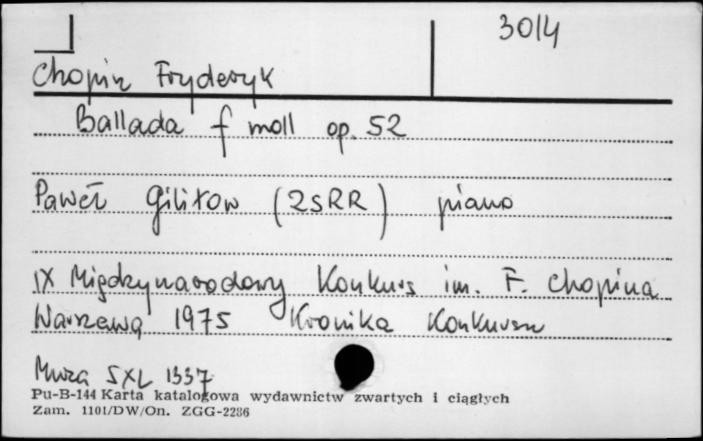 3014
Chopin Fryderyk
Ballada f moll op. 52
Paweł Giliłow (ZSRR) piano
IX Międzynarodowy Konkurs im. F. Chopina
Warszawa 1975 Kronika Konkursu
Muza SXL 1337
Pu-B-144 Karta katalogowa wydawnictw zwartych i ciągłych
Zam. 1101/DW/On. ZGG-2286